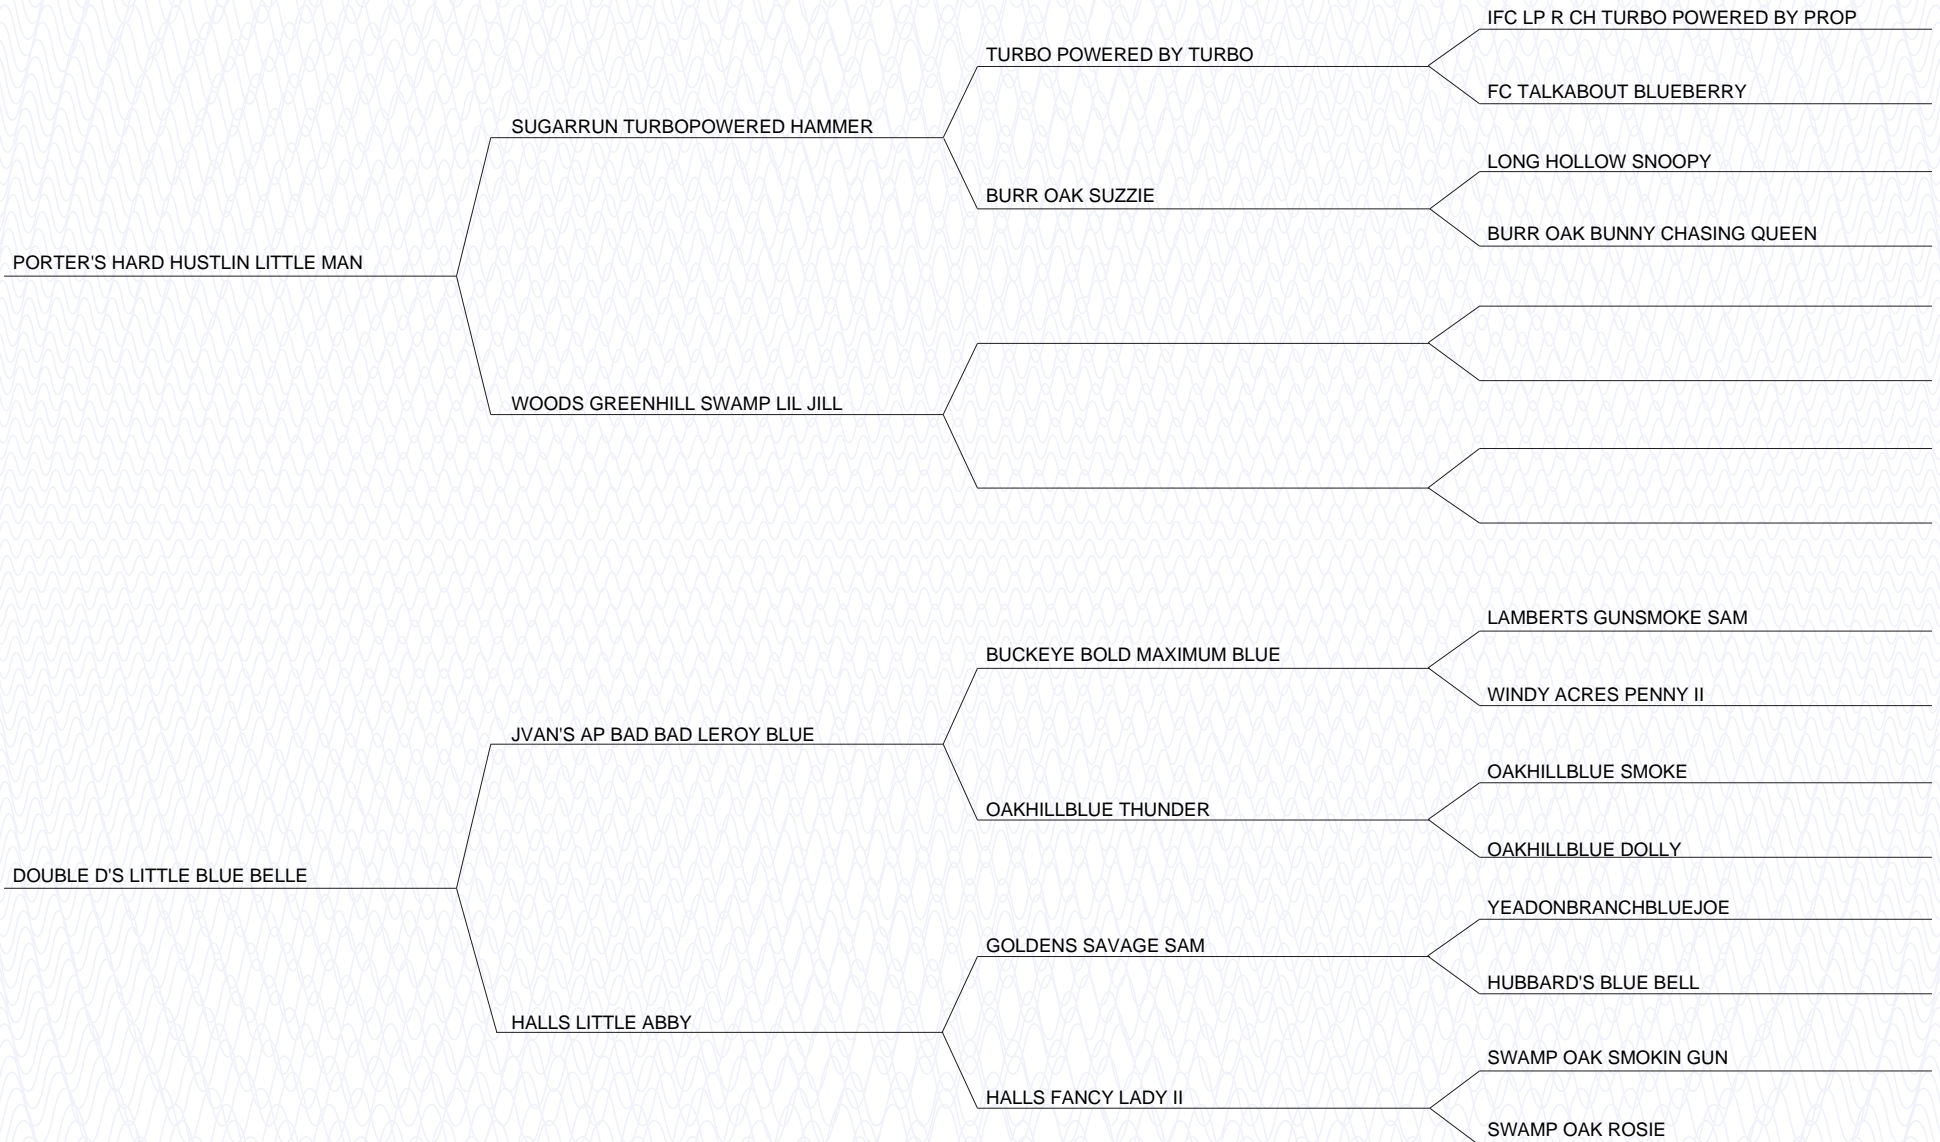 IFC LP R CH TURBO POWERED BY PROP
TURBO POWERED BY TURBO
FC TALKABOUT BLUEBERRY
SUGARRUN TURBOPOWERED HAMMER
LONG HOLLOW SNOOPY
BURR OAK SUZZIE
BURR OAK BUNNY CHASING QUEEN
PORTER'S HARD HUSTLIN LITTLE MAN
WOODS GREENHILL SWAMP LIL JILL
LAMBERTS GUNSMOKE SAM
BUCKEYE BOLD MAXIMUM BLUE
WINDY ACRES PENNY II
JVAN'S AP BAD BAD LEROY BLUE
OAKHILLBLUE SMOKE
OAKHILLBLUE THUNDER
OAKHILLBLUE DOLLY
DOUBLE D'S LITTLE BLUE BELLE
YEADONBRANCHBLUEJOE
GOLDENS SAVAGE SAM
HUBBARD'S BLUE BELL
HALLS LITTLE ABBY
SWAMP OAK SMOKIN GUN
HALLS FANCY LADY II
SWAMP OAK ROSIE